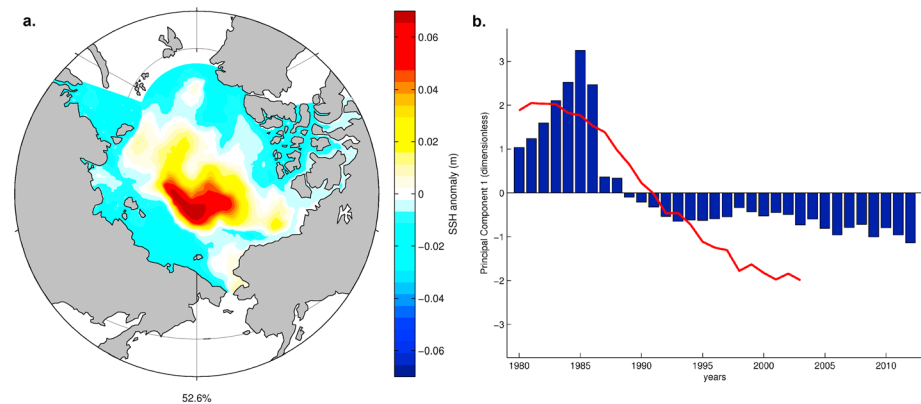 a.
0.06
0.04
0.02
0
−0.02
−0.04
−0.06
SSH anomaly (m)
52.6%
b.
3
2
1
0
−1
−2
−3
Principal Component 1 (dimensionless)
1980 1985 1990 1995 2000 2005 2010
years